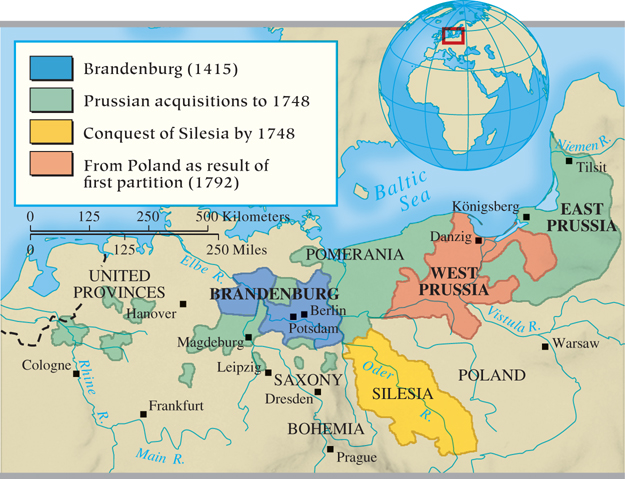 Brandenburg (1415)
Prussian acquisitions to 1748
Conquest of Silesia by 1748
From Poland as result of
first partition (1792)
0 125 250 500 Kilometers
0 125 250 Miles
Baltic
Sea
Niemen R.
Tilsit
Königsberg
EAST
PRUSSIA
Danzig
POMERANIA
WEST
PRUSSIA
Elbe R.
UNITED
PROVINCES
BRANDENBURG
Hanover
Berlin
Potsdam
Vistula R.
Magdeburg
Warsaw
Cologne
Rhine
R.
Leipzig
SAXONY
Dresden
Oder
R.
SILESIA
POLAND
Frankfurt
BOHEMIA
Main R.
Prague